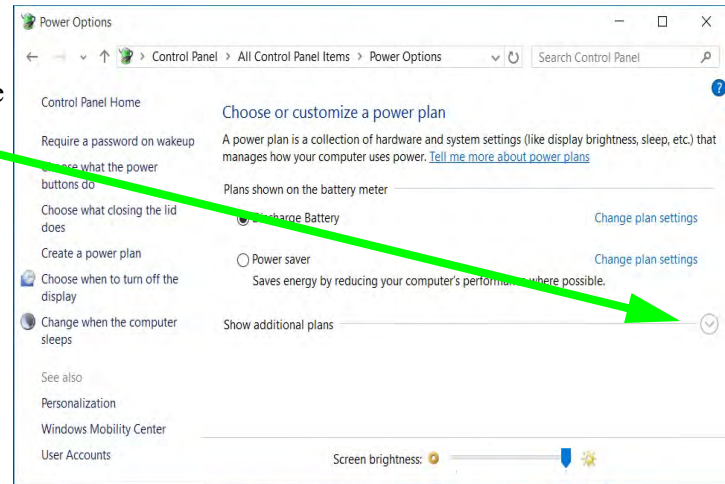 Power Options
Control Panel > All Control Panel Items > Power Options
Search Control Panel
?
e
Control Panel Home
Require a password on wakeup
Choose what the power
buttons do
Choose what closing the lid
does
Create a power plan
Choose when to turn off the
display
Change when the computer
sleeps
See also
Personalization
Windows Mobility Center
User Accounts
Choose or customize a power plan
A power plan is a collection of hardware and system settings (like display brightness, sleep, etc.) that
manages how your computer uses power. Tell me more about power plans
Plans shown on the battery meter
Discharge Battery Change plan settings
Power saver Change plan settings
Saves energy by reducing your computer's performance where possible.
Show additional plans
Screen brightness: